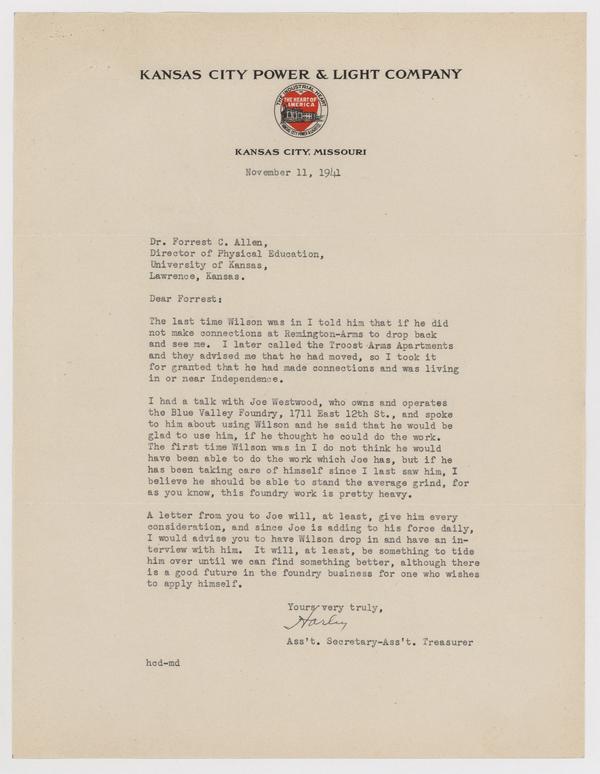 KANSAS CITY POWER & LIGHT COMPANY
THE INDUSTRIAL HEART
THE HEART OF
AMERICA
KANSAS CITY, MISSOURI
November 11, 1941
Dr. Forrest C. Allen,
Director of Physical Education,
University of Kansas,
Lawrence, Kansas.
Dear Forrest:
The last time Wilson was in I told him that if he did
not make connections at Remington-Arms to drop back
and see me.  I later called the Troost Arms Apartments
and they advised me that he had moved, so I took it
for granted that he had made connections and was living
in or near Independence.
I had a talk with Joe Westwood, who owns and operates
the Blue Valley Foundry, 1711 East 12th St., and spoke
to him about using Wilson and he said that he would be
glad to use him, if he thought he could do the work.
The first time Wilson was in I do not think he would
have been able to do the work which Joe has, but if he
has been taking care of himself since I last saw him, I
believe he should be able to stand the average grind, for
as you know, this foundry work is pretty heavy.
A letter from you to Joe will, at least, give him every
consideration, and since Joe is adding to his force daily,
I would advise you to have Wilson drop in and have an in-
terview with him.  It will, at least, be something to tide
him over until we can find something better, although there
is a good future in the foundry business for one who wishes
to apply himself.
Yours very truly,
Harley
Ass't. Secretary-Ass't. Treasurer
hcd-md